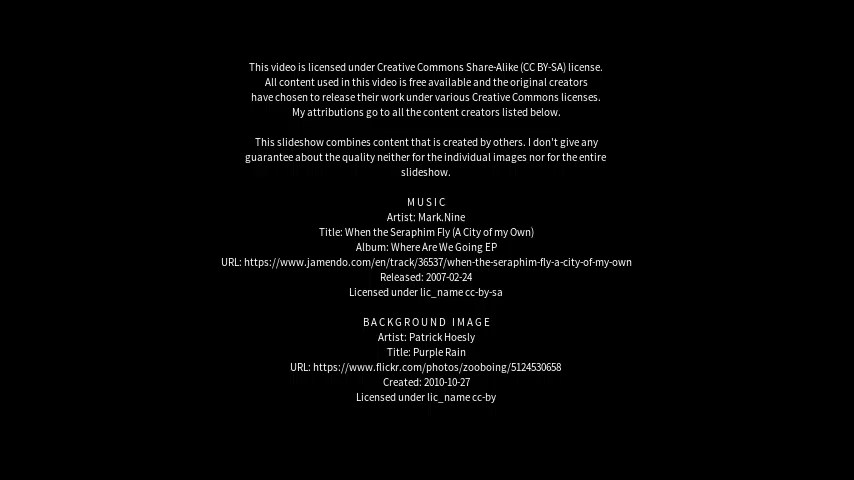 This video is licensed under Creative Commons Share-Alike (CC BY-SA) license.
All content used in this video is free available and the original creators
have chosen to release their work under various Creative Commons licenses.
My attributions go to all the content creators listed below.
This slideshow combines content that is created by others. I don't give any
guarantee about the quality neither for the individual images nor for the entire
slideshow.
MUSIC
Artist: Mark.Nine
Title: When the Seraphim Fly (A City of my Own)
Album: Where Are We Going EP
URL: https://www.jamendo.com/en/track/36537/when-the-seraphim-fly-a-city-of-my-own
Released: 2007-02-24
Licensed under lic_name cc-by-sa
BACKGROUND IMAGE
Artist: Patrick Hoesly
Title: Purple Rain
URL: https://www.flickr.com/photos/zooboing/5124530658
Created: 2010-10-27
Licensed under lic_name cc-by